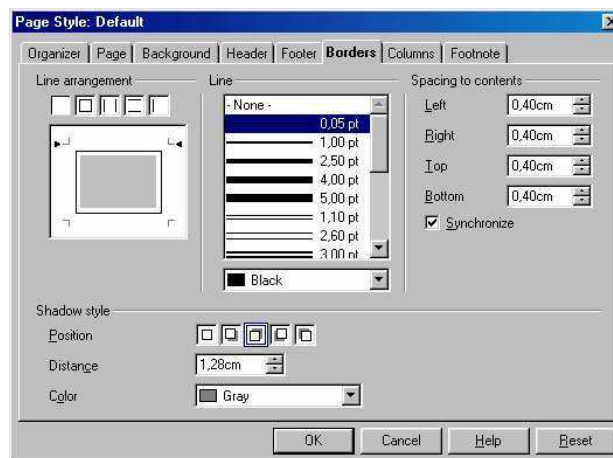 Page Style: Default
Organizer Page Background Header Footer Borders Columns Footnote
Line arrangement Line Spacing to contents
- None -
0,05 pt
1,00 pt
2,50 pt
4,00 pt
5,00 pt
1,10 pt
2,60 pt
3,00 pt
Black
Left 0,40cm
Right 0,40cm
Top 0,40cm
Bottom 0,40cm
Synchronize
Shadow style
Position
Distance 1,28cm
Color Gray
OK Cancel Help Reset